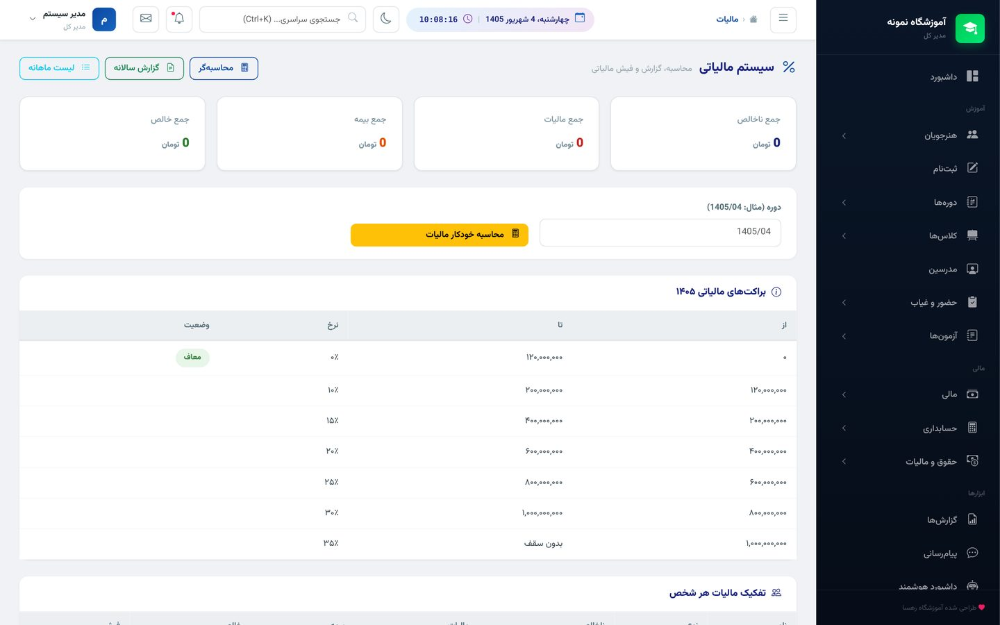 آموزشگاه نمونه
مدیر کل
داشبورد
آموزش
هنرجویان
ثبت‌نام
دوره‌ها
کلاس‌ها
مدرسین
حضور و غیاب
آزمون‌ها
مالی
مالی
حسابداری
حقوق و مالیات
ابزارها
گزارش‌ها
پیام‌رسانی
داشبورد هوشمند
طراحی شده آموزشگاه رهسا
مالیات
چهارشنبه، 4 شهریور 1405 | 10:08:16
جستجوی سراسری... (Ctrl+K)
م
مدیر سیستم
مدیر کل
سیستم مالیاتی محاسبه، گزارش و فیش مالیاتی
محاسبه‌گر
گزارش سالانه
لیست ماهانه
جمع ناخالص
0 تومان
جمع مالیات
0 تومان
جمع بیمه
0 تومان
جمع خالص
0 تومان
دوره (مثال: 1405/04)
1405/04
محاسبه خودکار مالیات
براکت‌های مالیاتی ۱۴۰۵
از تا نرخ وضعیت
۰ ۱۲۰,۰۰۰,۰۰۰ ۰٪ معاف
۱۲۰,۰۰۰,۰۰۰ ۲۰۰,۰۰۰,۰۰۰ ۱۰٪
۲۰۰,۰۰۰,۰۰۰ ۴۰۰,۰۰۰,۰۰۰ ۱۵٪
۴۰۰,۰۰۰,۰۰۰ ۶۰۰,۰۰۰,۰۰۰ ۲۰٪
۶۰۰,۰۰۰,۰۰۰ ۸۰۰,۰۰۰,۰۰۰ ۲۵٪
۸۰۰,۰۰۰,۰۰۰ ۱,۰۰۰,۰۰۰,۰۰۰ ۳۰٪
۱,۰۰۰,۰۰۰,۰۰۰ بدون سقف ۳۵٪
تفکیک مالیات هر شخص